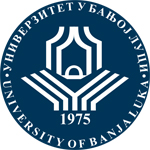 УНИВЕРЗИТЕТ У БАЊОЈ ЛУЦИ
1975
UNIVERSITY OF BANJA LUKA